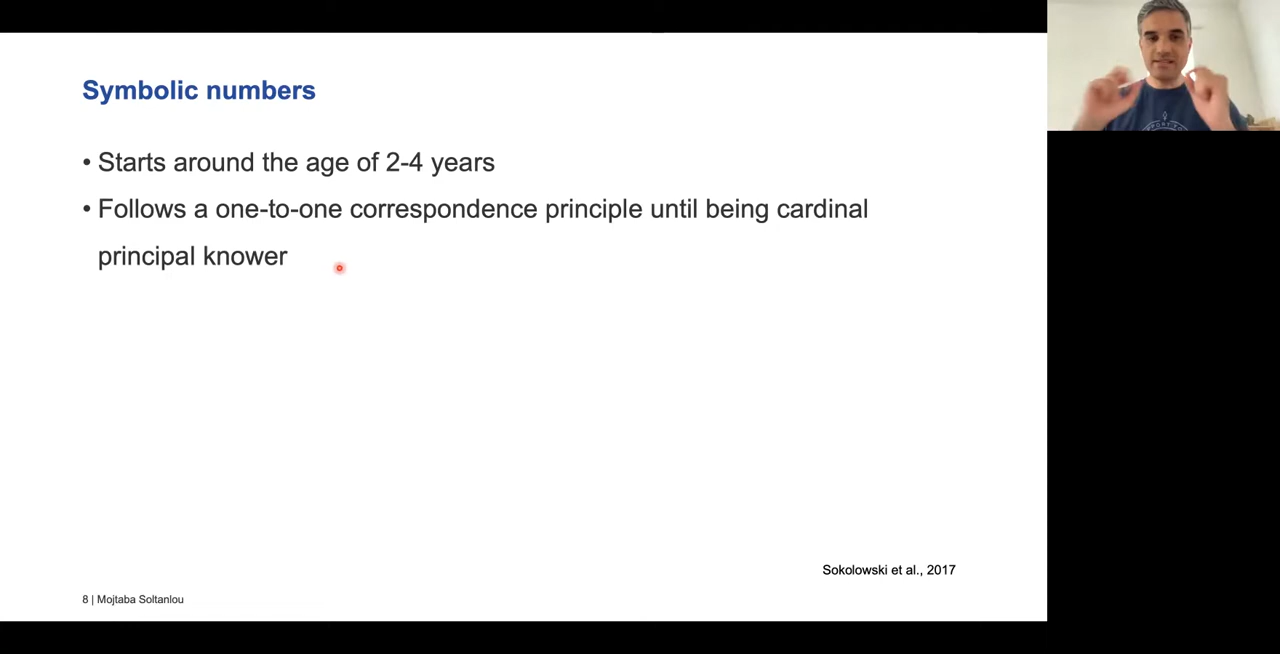 Symbolic numbers
• Starts around the age of 2-4 years
• Follows a one-to-one correspondence principle until being cardinal
principal knower
Sokolowski et al., 2017
8 | Mojtaba Soltanlou